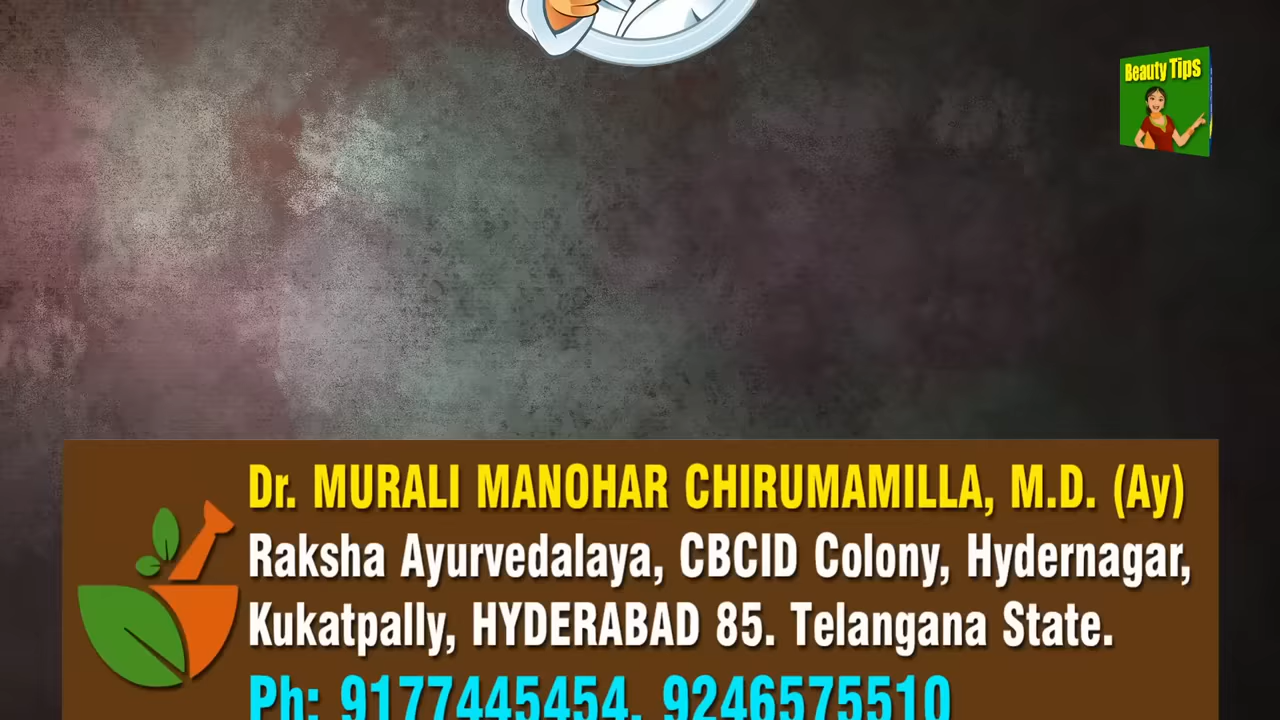 Beauty Tips
Dr. MURALI MANOHAR CHIRUMAMILLA, M.D. (Ay)
Raksha Ayurvedalaya, CBCID Colony, Hydernagar,
Kukatpally, HYDERABAD 85. Telangana State.
Ph: 9177445454, 9246575510